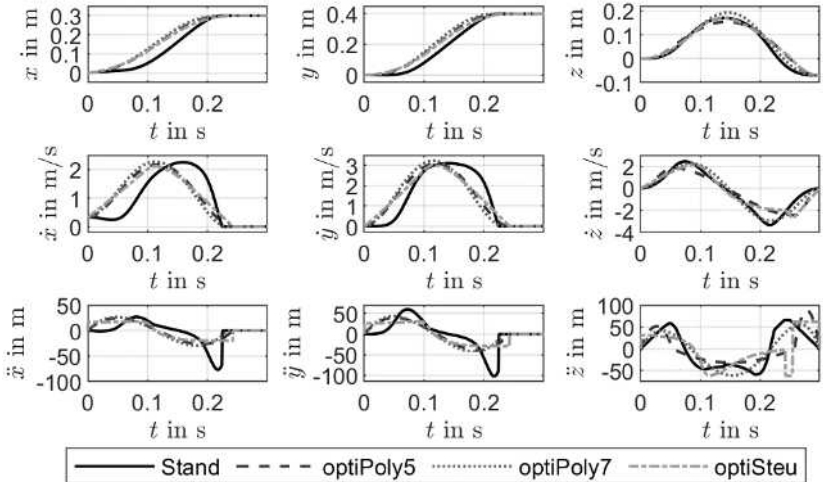 0.3
0.2
0.1
0
x in m
0 0.1 0.2
t in s
0.4
0.2
0
y in m
0 0.1 0.2
t in s
0.2
0.1
0
-0.1
z in m
0 0.1 0.2
t in s
2
1
0
ẋ in m/s
0 0.1 0.2
t in s
3
2
1
0
ẏ in m/s
0 0.1 0.2
t in s
2
0
-2
-4
ż in m/s
0 0.1 0.2
t in s
50
0
-50
-100
ẍ in m
0 0.1 0.2
t in s
50
0
-50
-100
ÿ in m
0 0.1 0.2
t in s
100
50
0
-50
z̈ in m
0 0.1 0.2
t in s
Stand optiPoly5 optiPoly7 optiSteu